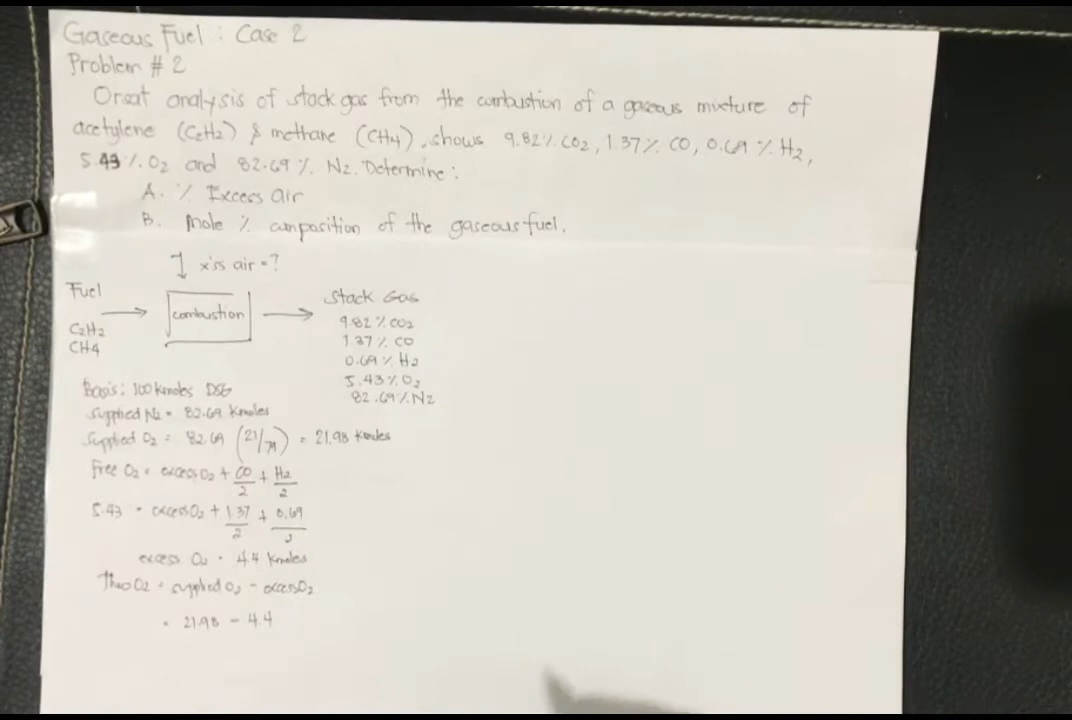 Gaseous Fuel : Case 2
Problem # 2
Orsat analysis of stack gas from the combustion of a gaseous mixture of
acetylene (C2H2) & methane (CH4), shows 9.82% CO2, 1.37% CO, 0.69% H2,
5.43% O2 and 82.69% N2. Determine:
A. % Excess air
B. Mole % composition of the gaseous fuel.
x'ss air = ?
Fuel
C2H2
CH4
combustion
Stack Gas
9.82% CO2
1.37% CO
0.69% H2
5.43% O2
82.69% N2
Basis: 100 kmoles DSG
Supplied N2 = 82.69 Kmoles
Supplied O2 = 82.69 (21/79) = 21.98 Kmoles
Free O2 = excess O2 + CO/2 + H2/2
5.43 = excess O2 + 1.37/2 + 0.69/2
excess O2 = 4.4 Kmoles
Theo O2 = supplied O2 - excess O2
= 21.98 - 4.4